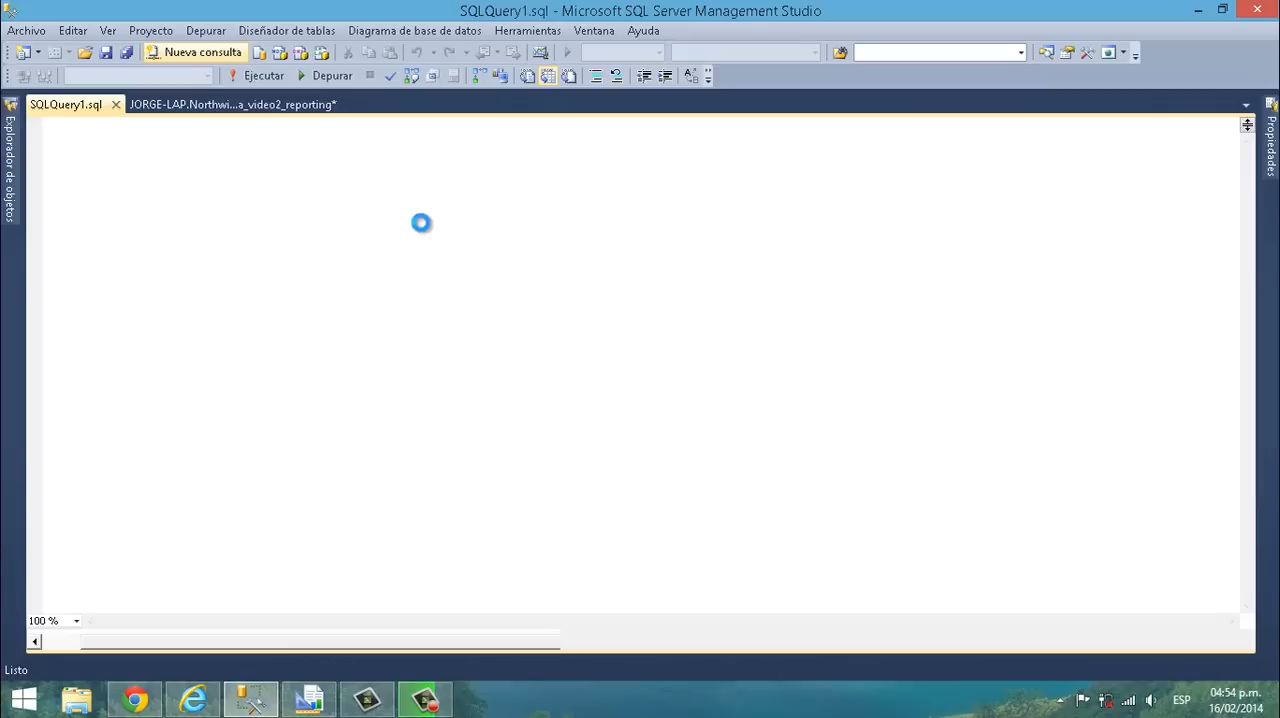 SQLQuery1.sql - Microsoft SQL Server Management Studio
Archivo Editar Ver Proyecto Depurar Diseñador de tablas Diagrama de base de datos Herramientas Ventana Ayuda
Nueva consulta
Ejecutar Depurar
SQLQuery1.sql JORGE-LAP.Northwi...a_video2_reporting*
Explorador de objetos
Propiedades
100 %
Listo
ESP
04:54 p.m.
16/02/2014